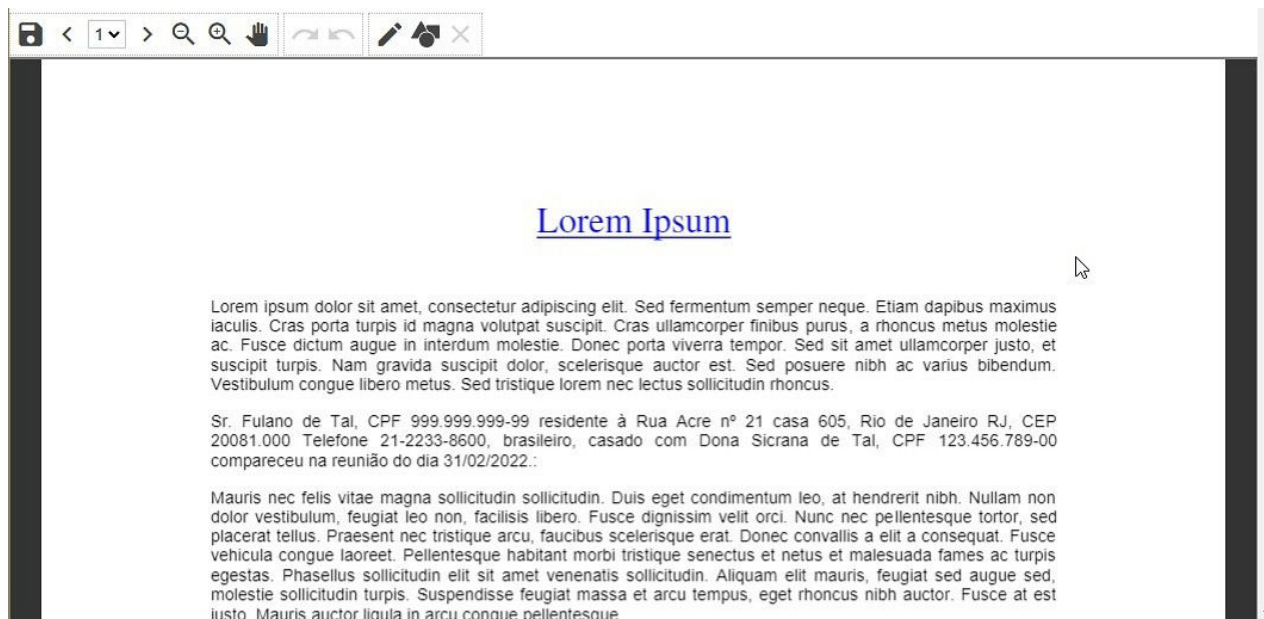 1
Lorem Ipsum
Lorem ipsum dolor sit amet, consectetur adipiscing elit. Sed fermentum semper neque. Etiam dapibus maximus
iaculis. Cras porta turpis id magna volutpat suscipit. Cras ullamcorper finibus purus, a rhoncus metus molestie
ac. Fusce dictum augue in interdum molestie. Donec porta viverra tempor. Sed sit amet ullamcorper justo, et
suscipit turpis. Nam gravida suscipit dolor, scelerisque auctor est. Sed posuere nibh ac varius bibendum.
Vestibulum congue libero metus. Sed tristique lorem nec lectus sollicitudin rhoncus.
Sr. Fulano de Tal, CPF 999.999.999-99 residente à Rua Acre nº 21 casa 605, Rio de Janeiro RJ, CEP
20081.000 Telefone 21-2233-8600, brasileiro, casado com Dona Sicrana de Tal, CPF 123.456.789-00
compareceu na reunião do dia 31/02/2022.:
Mauris nec felis vitae magna sollicitudin sollicitudin. Duis eget condimentum leo, at hendrerit nibh. Nullam non
dolor vestibulum, feugiat leo non, facilisis libero. Fusce dignissim velit orci. Nunc nec pellentesque tortor, sed
placerat tellus. Praesent nec tristique arcu, faucibus scelerisque erat. Donec convallis a elit a consequat. Fusce
vehicula congue laoreet. Pellentesque habitant morbi tristique senectus et netus et malesuada fames ac turpis
egestas. Phasellus sollicitudin elit sit amet venenatis sollicitudin. Aliquam elit mauris, feugiat sed augue sed,
molestie sollicitudin turpis. Suspendisse feugiat massa et arcu tempus, eget rhoncus nibh auctor. Fusce at est
justo. Mauris auctor ligula in arcu congue pellentesque.